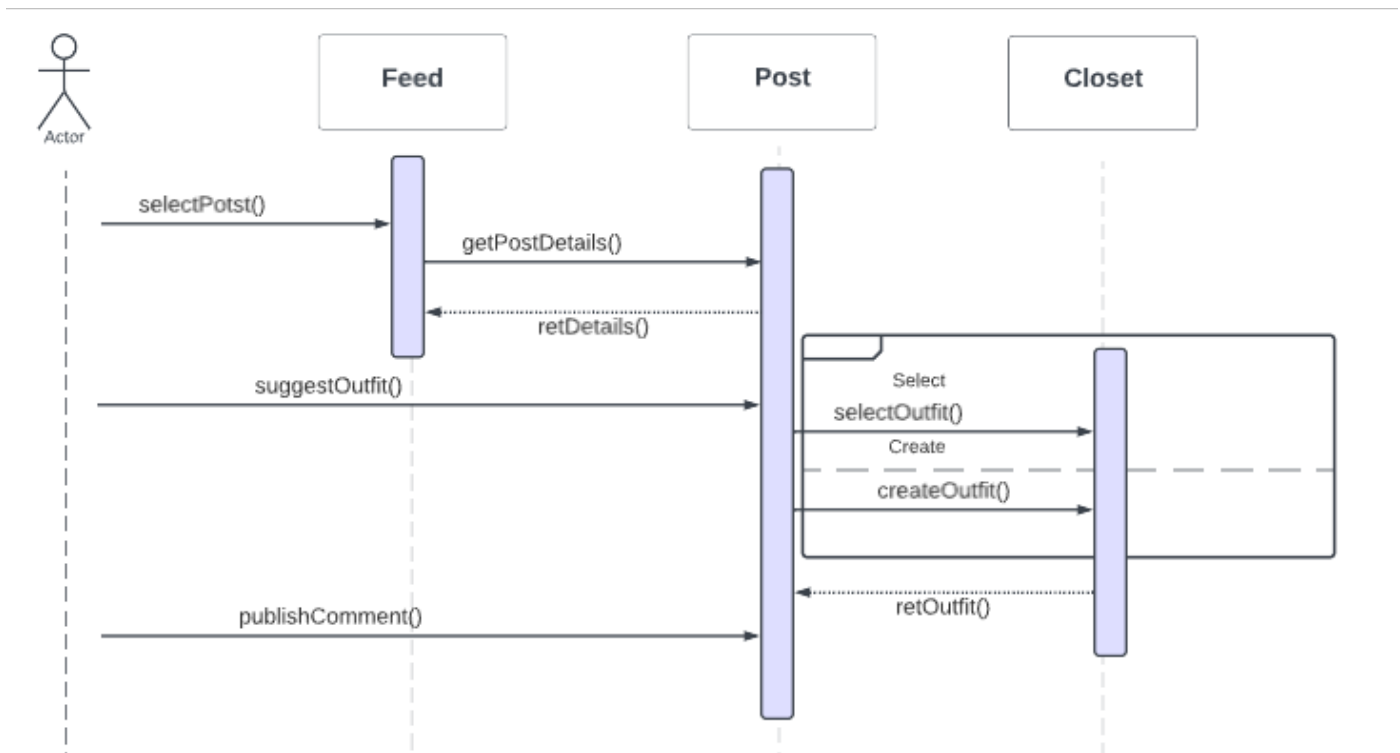 Feed
Post
Closet
Actor
selectPotst()
getPostDetails()
retDetails()
Select
suggestOutfit()
selectOutfit()
Create
createOutfit()
retOutfit()
publishComment()